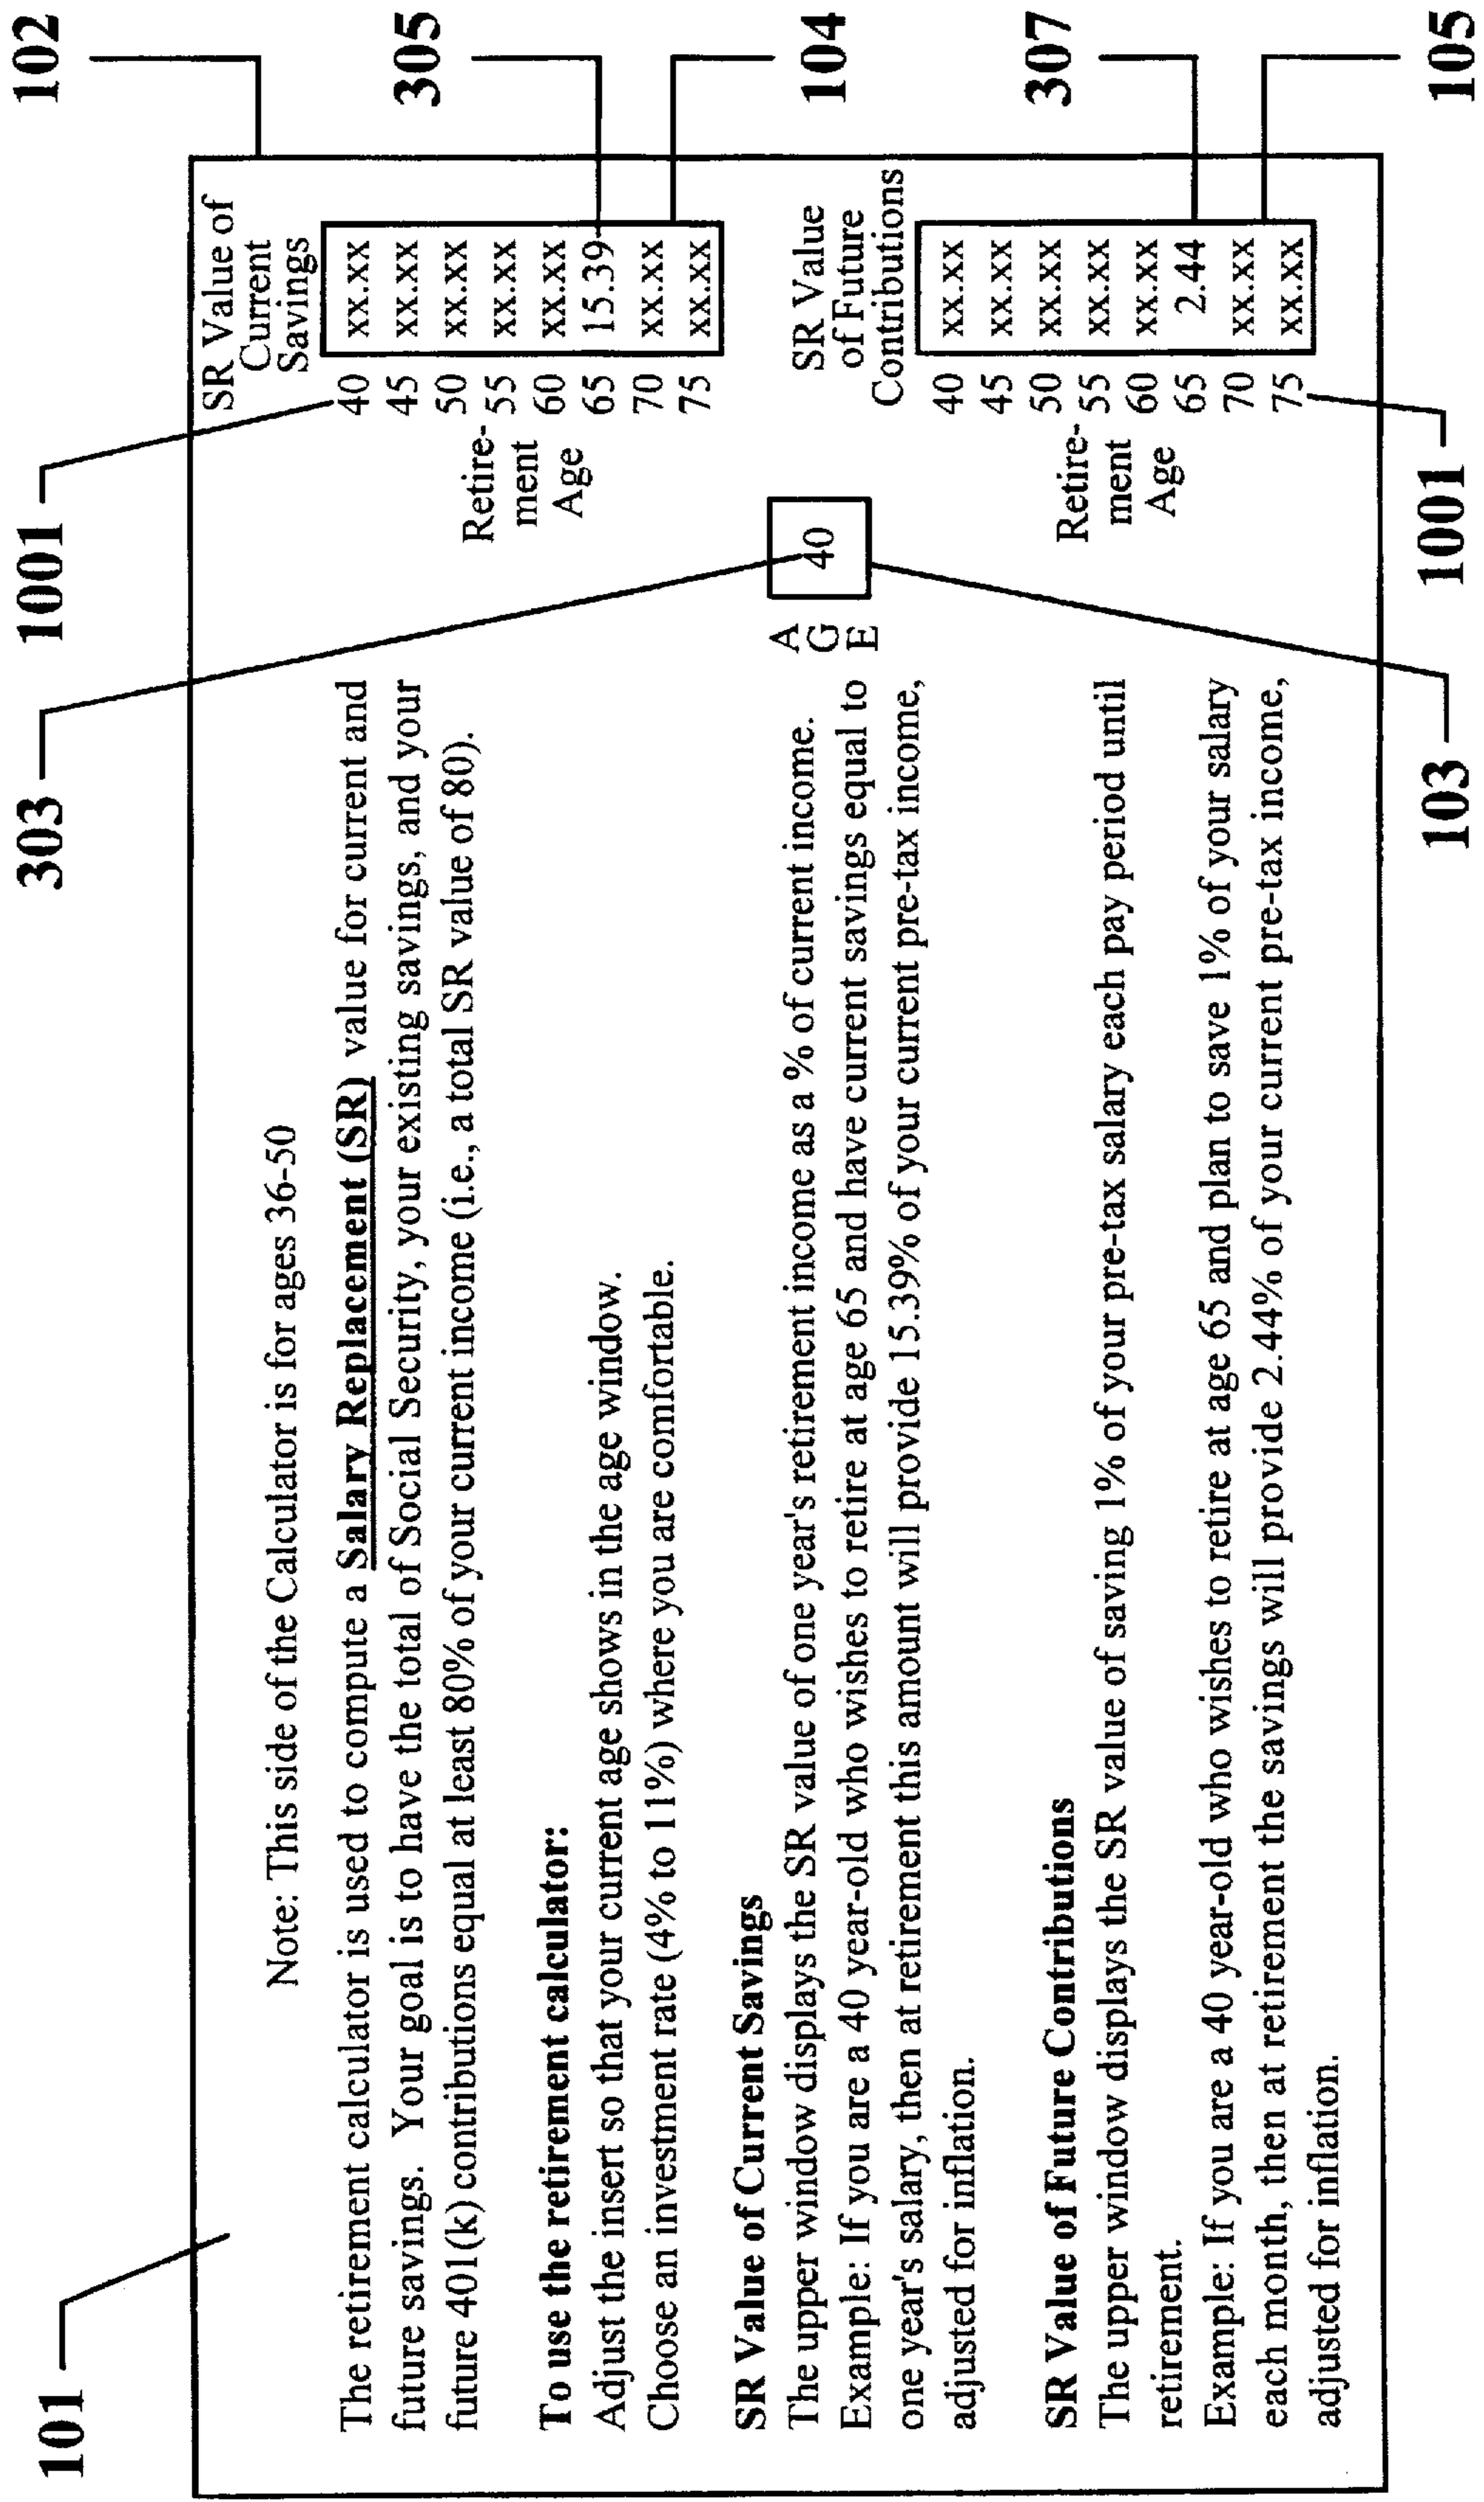 101
303
1001
102
305
104
307
105
1001
103
Note: This side of the Calculator is for ages 36-50
The retirement calculator is used to compute a Salary Replacement (SR) value for current and
future savings. Your goal is to have the total of Social Security, your existing savings, and your
future 401(k) contributions equal at least 80% of your current income (i.e., a total SR value of 80).
To use the retirement calculator:
Adjust the insert so that your current age shows in the age window.
Choose an investment rate (4% to 11%) where you are comfortable.
SR Value of Current Savings
The upper window displays the SR value of one year's retirement income as a % of current income.
Example: If you are a 40 year-old who wishes to retire at age 65 and have current savings equal to
one year's salary, then at retirement this amount will provide 15.39% of your current pre-tax income,
adjusted for inflation.
SR Value of Future Contributions
The upper window displays the SR value of saving 1% of your pre-tax salary each pay period until
retirement.
Example: If you are a 40 year-old who wishes to retire at age 65 and plan to save 1% of your salary
each month, then at retirement the savings will provide 2.44% of your current pre-tax income,
adjusted for inflation.
A
G
E
40
SR Value of
Current
Savings
Retire-
ment
Age
40 xx.xx
45 xx.xx
50 xx.xx
55 xx.xx
60 xx.xx
65 15.39
70 xx.xx
75 xx.xx
SR Value
of Future
Contributions
Retire-
ment
Age
40 xx.xx
45 xx.xx
50 xx.xx
55 xx.xx
60 xx.xx
65 2.44
70 xx.xx
75 xx.xx